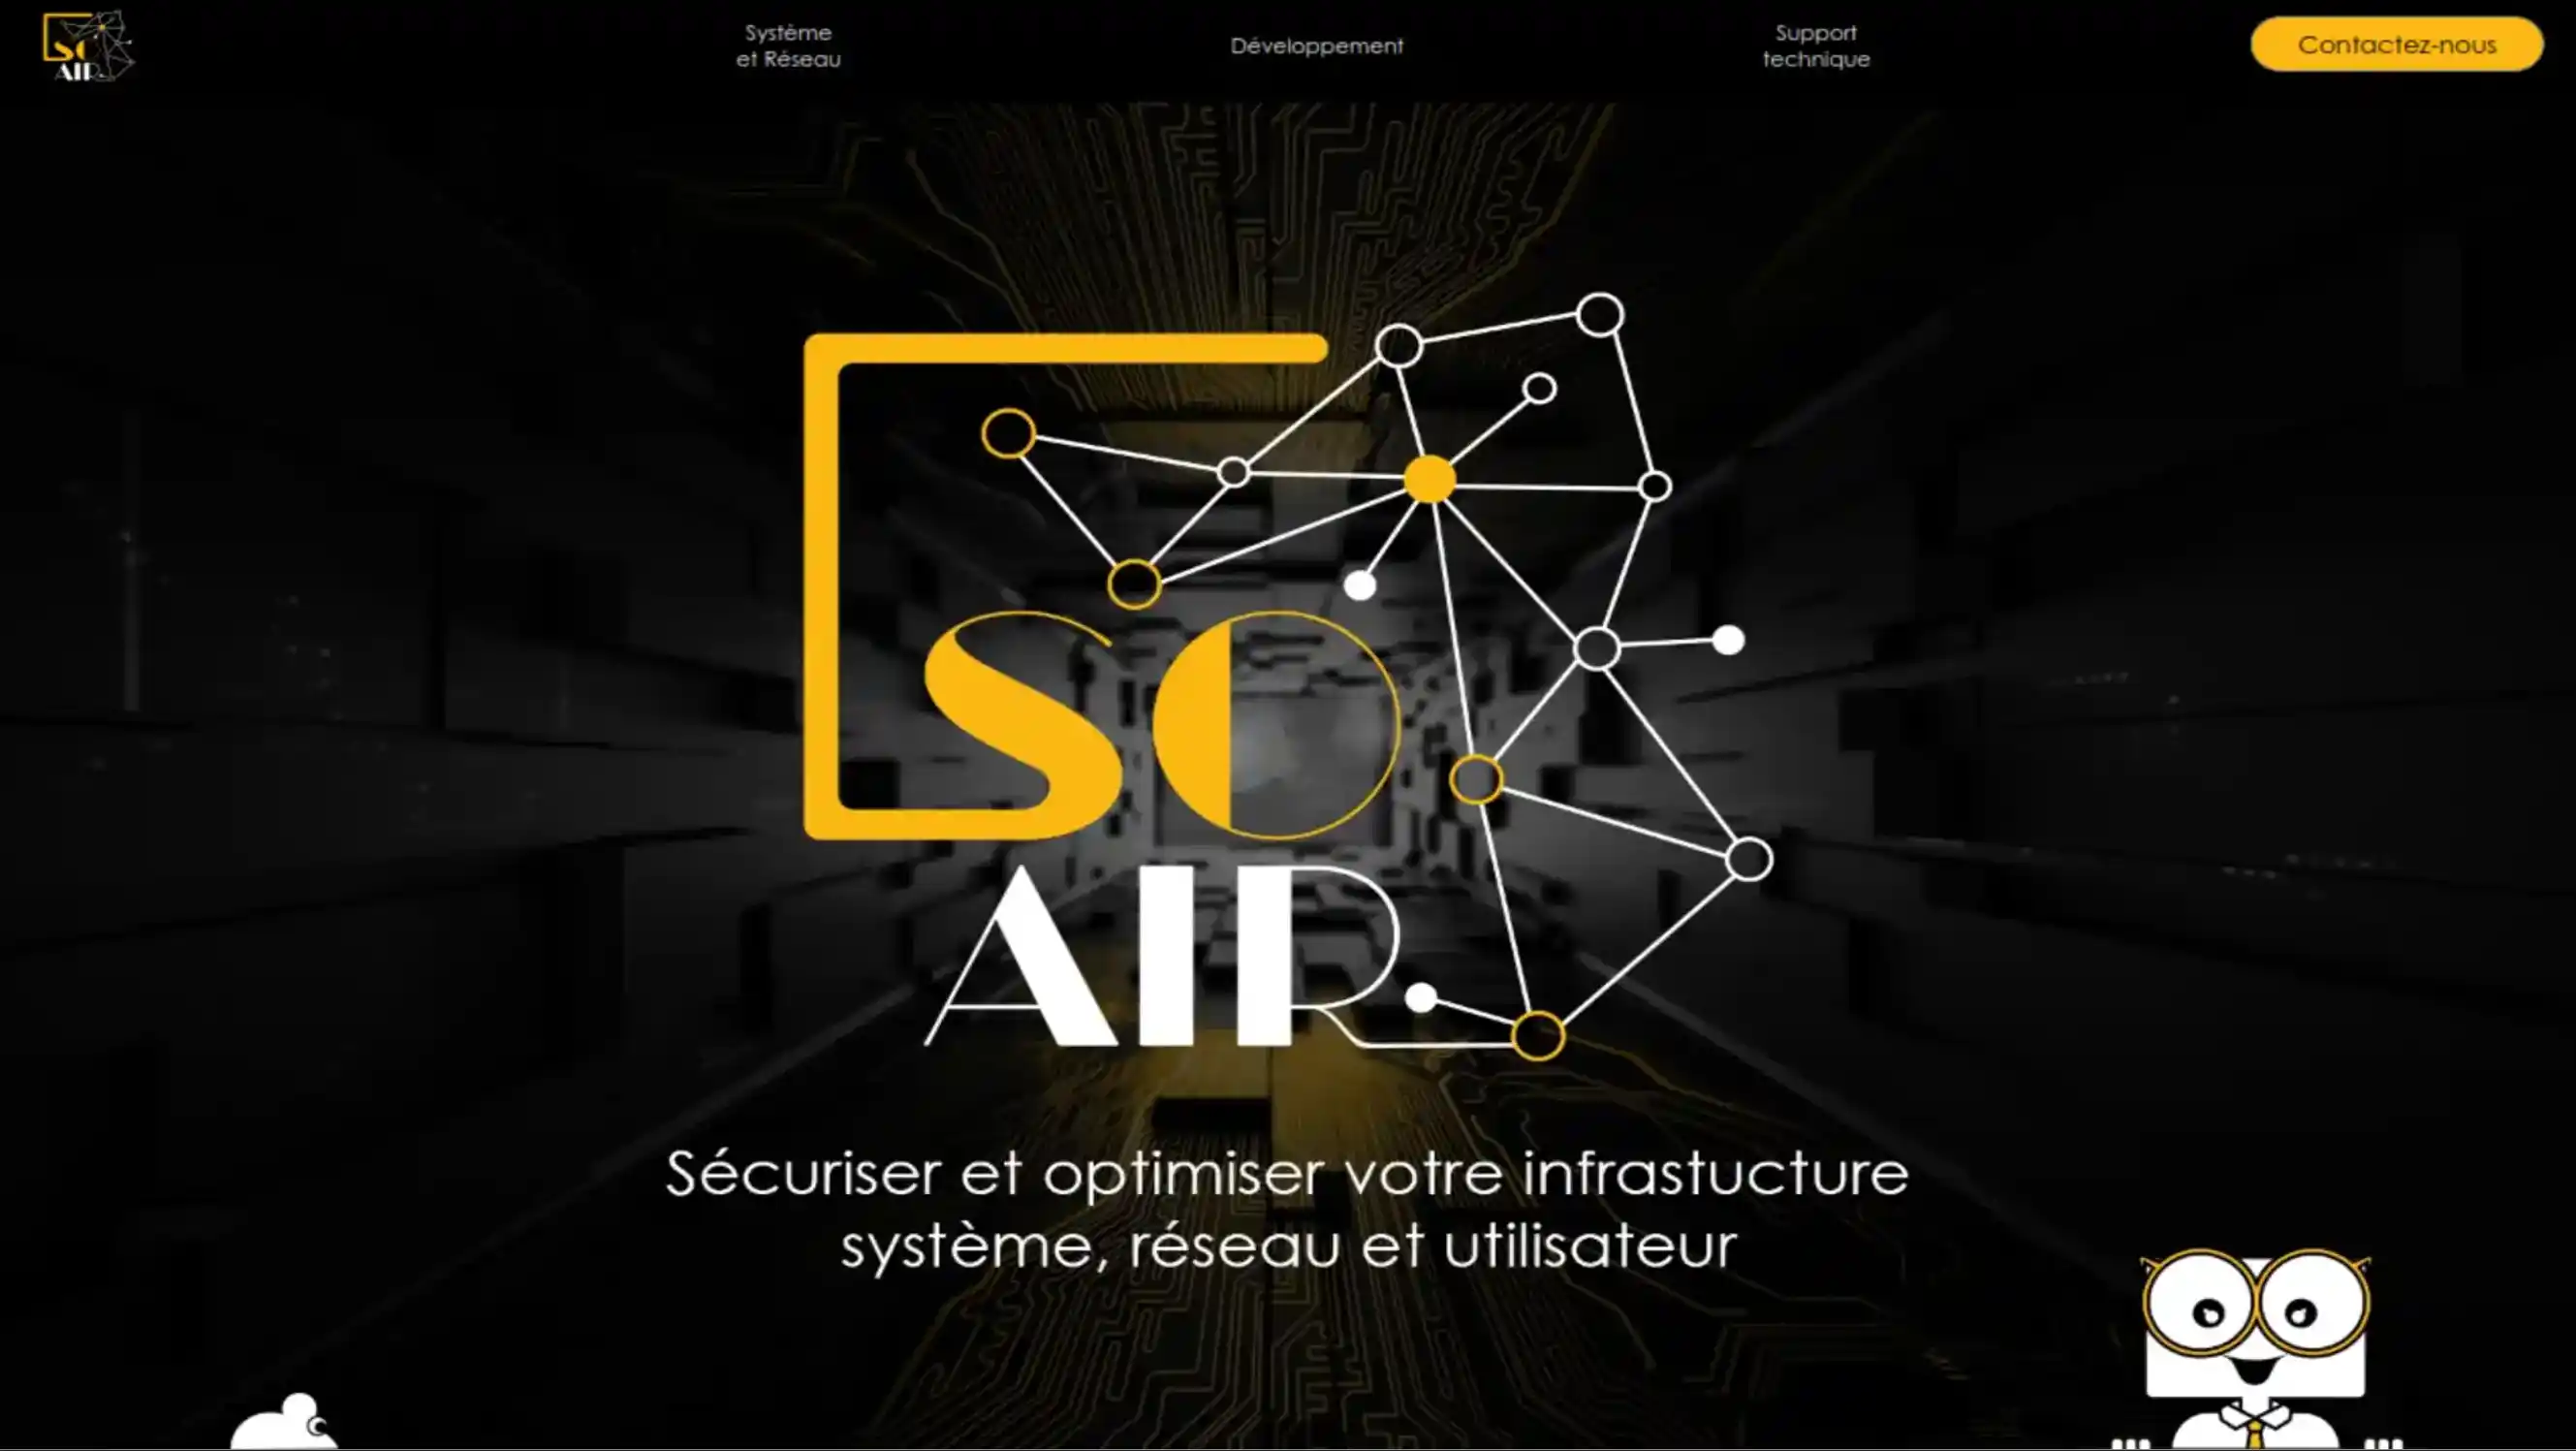 SO
AIR
Système
et Réseau
Développement
Support
technique
Contactez-nous
SO
AIR
Sécuriser et optimiser votre infrastucture
système, réseau et utilisateur